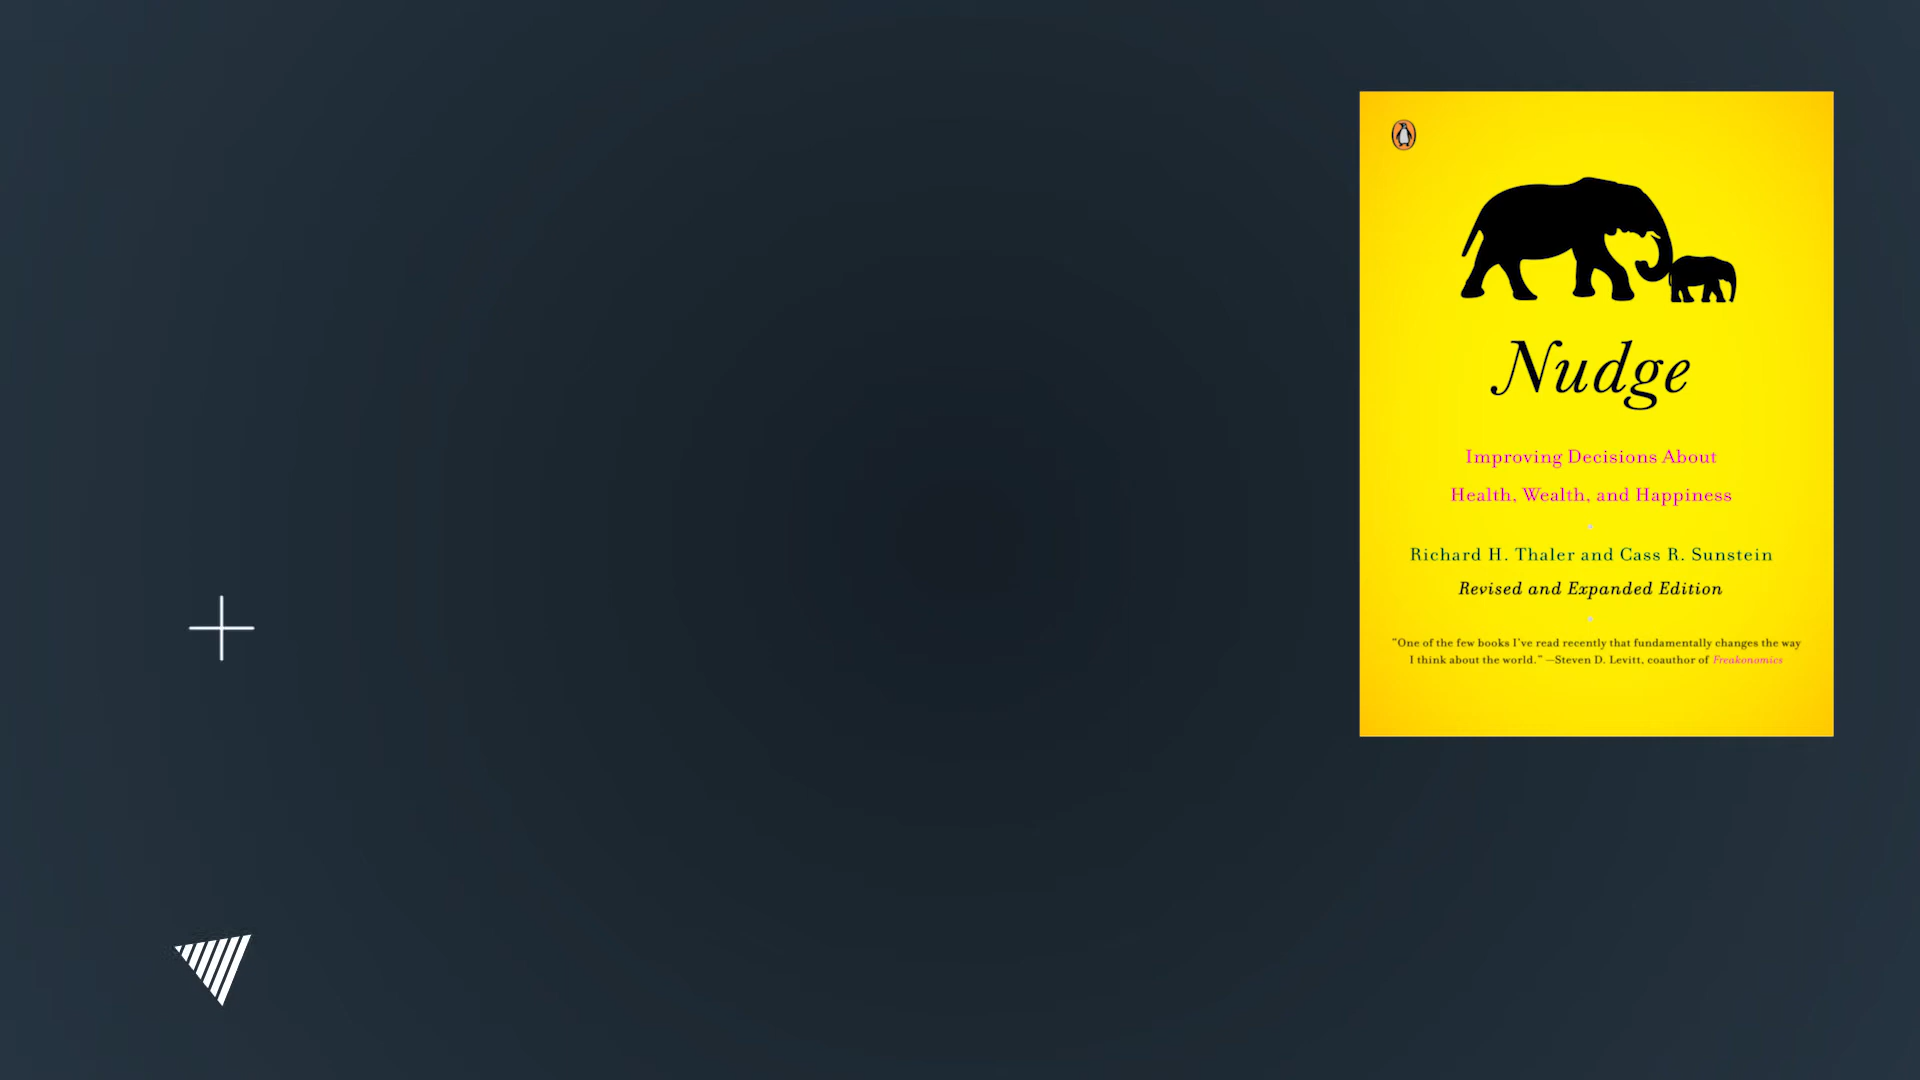 Nudge
Improving Decisions About
Health, Wealth, and Happiness
Richard H. Thaler and Cass R. Sunstein
Revised and Expanded Edition
“One of the few books I’ve read recently that fundamentally changes the way
I think about the world.” —Steven D. Levitt, coauthor of Freakonomics